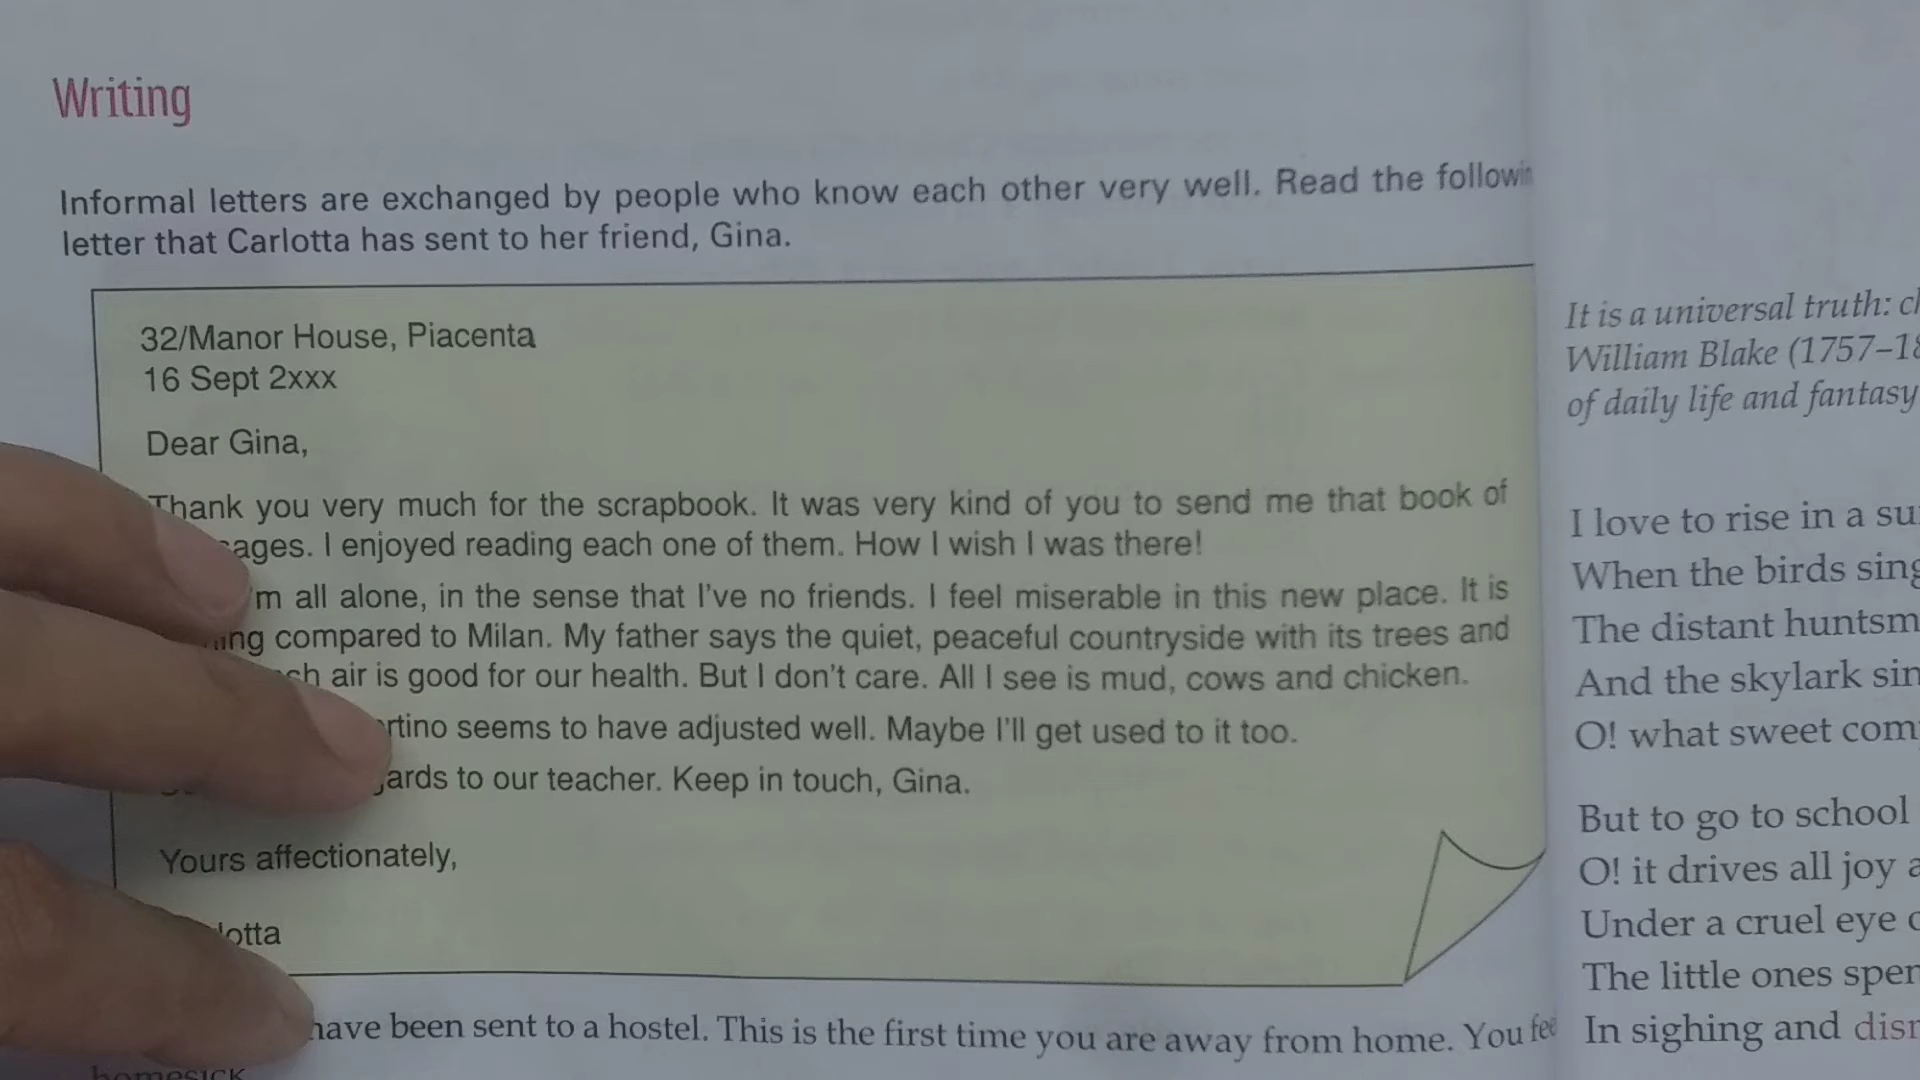 Writing
Informal letters are exchanged by people who know each other very well. Read the
letter that Carlotta has sent to her friend, Gina.
32/Manor House, Piacenta
16 Sept 2xxx
Dear Gina,
Thank you very much for the scrapbook. It was very kind of you to send me that book of
I enjoyed reading each one of them. How I wish I was there!
all alone, in the sense that I've no friends. I feel miserable in this new place. It is
compared to Milan. My father says the quiet, peaceful countryside with its trees and
air is good for our health. But I don't care. All I see is mud, cows and chicken.
seems to have adjusted well. Maybe I'll get used to it too.
to our teacher. Keep in touch, Gina.
Yours affectionately,
have been sent to a hostel. This is the first time you are away from home. You
homesick
It is a universal truth:
William Blake (1757–
of daily life and fantasy
I love to rise in a
When the birds
The distant
And the skylark
O! what sweet
But to go to school
O! it drives all joy
Under a cruel eye
The little ones
In sighing and